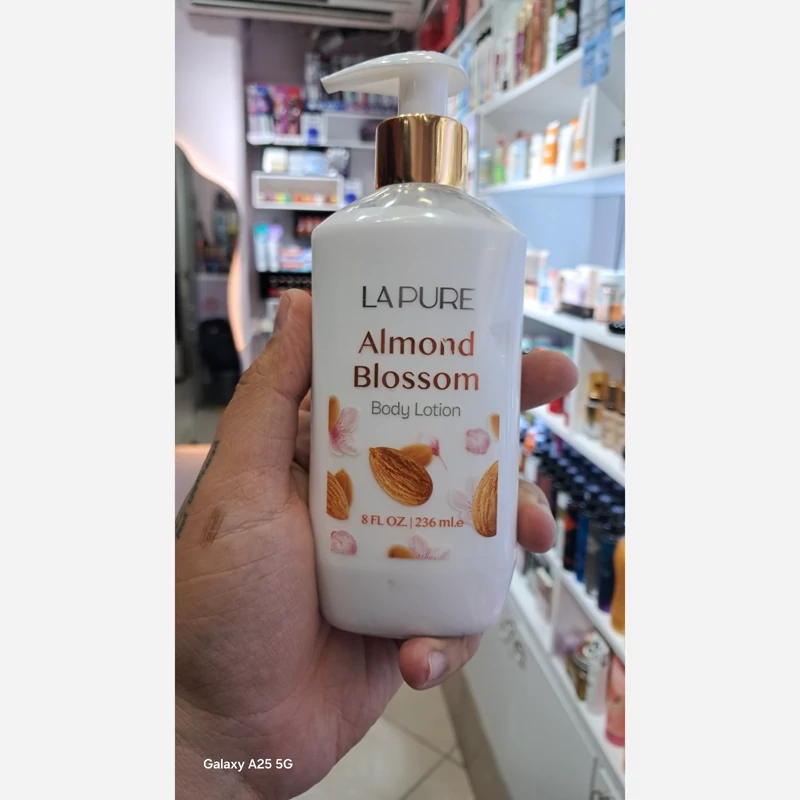 LA PURE
Almond
Blossom
Body Lotion
8 FL OZ. | 236 ml.e
Galaxy A25 5G